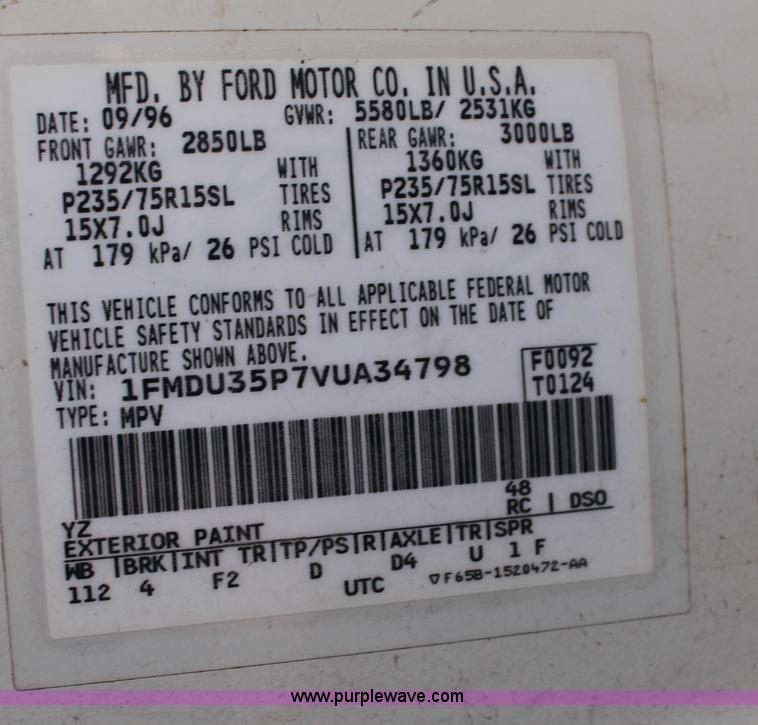 MFD. BY FORD MOTOR CO. IN U.S.A.
DATE: 09/96 GVWR: 5580LB/ 2531KG
FRONT GAWR: 2850LB REAR GAWR: 3000LB
1292KG WITH 1360KG WITH
P235/75R15SL TIRES P235/75R15SL TIRES
15X7.0J RIMS 15X7.0J RIMS
AT 179 kPa/ 26 PSI COLD AT 179 kPa/ 26 PSI COLD
THIS VEHICLE CONFORMS TO ALL APPLICABLE FEDERAL MOTOR
VEHICLE SAFETY STANDARDS IN EFFECT ON THE DATE OF
MANUFACTURE SHOWN ABOVE.
VIN: 1FMDU35P7VUA34798 F0092
TYPE: MPV T0124
48
YZ RC DSO
EXTERIOR PAINT
WB BRK INT TR TP/PS R AXLE TR SPR
112 4 F2 D D4 U 1 F
UTC ▽F65B-1520472-AA
www.purplewave.com